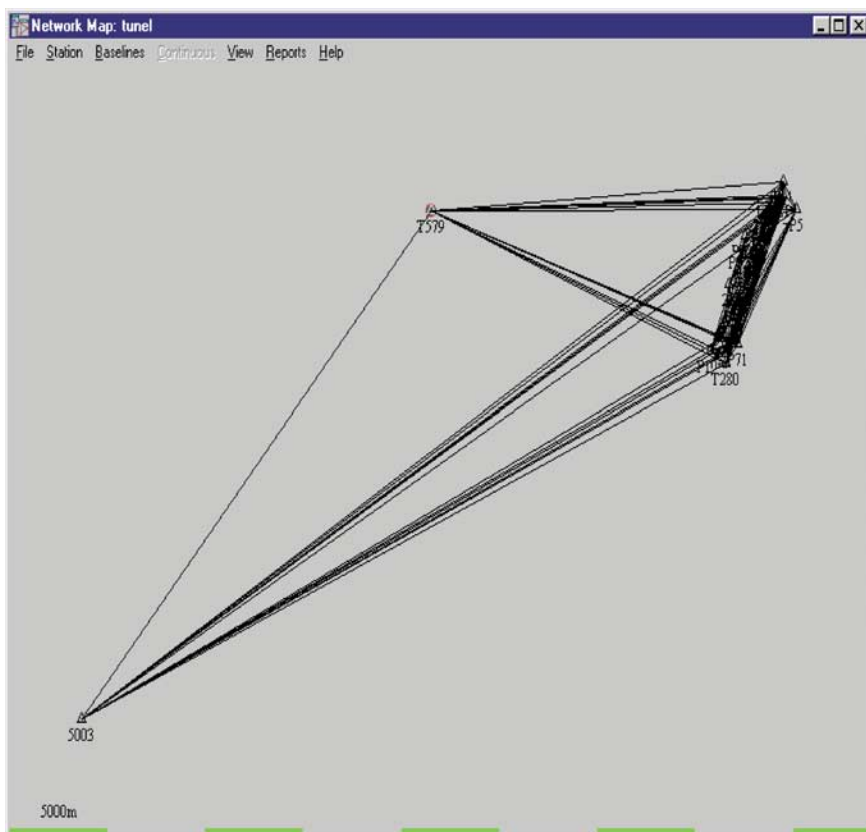 Network Map: tunel
File Station Baselines Continuous View Reports Help
T579
P5
P71
T280
5003
5000m